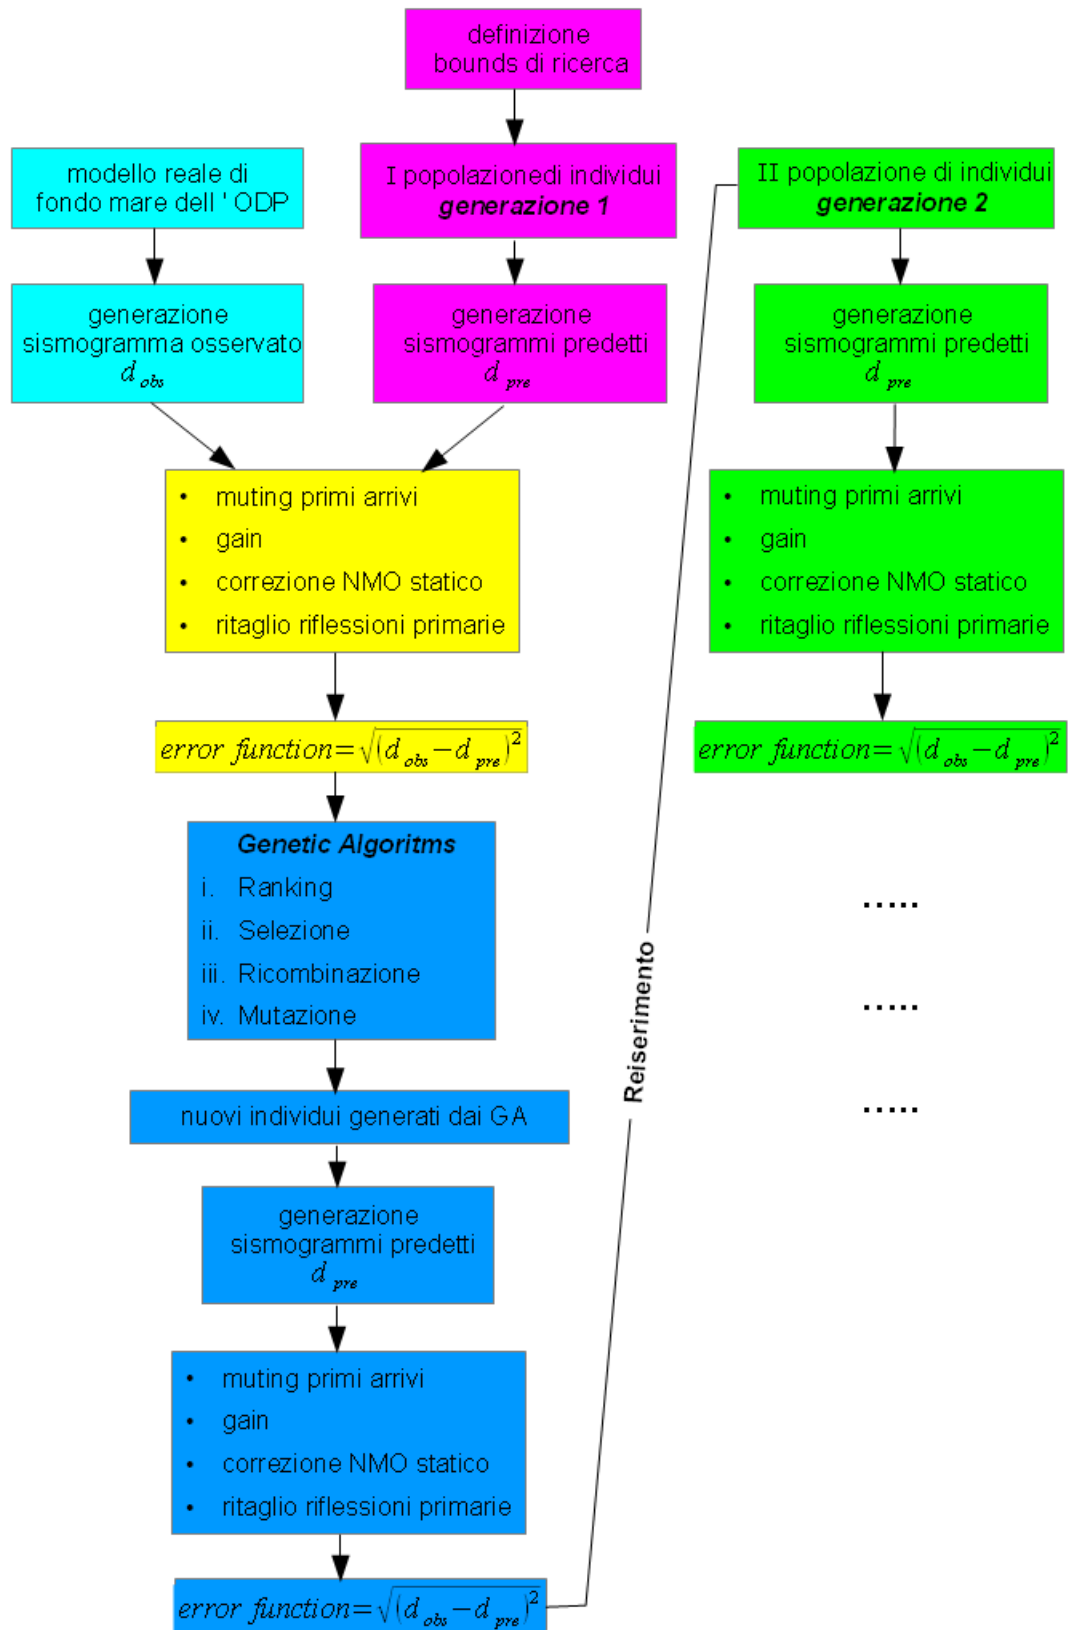 definizione
bounds di ricerca
modello reale di
fondo mare dell ' ODP
I popolazionedi individui
generazione 1
II popolazione di individui
generazione 2
generazione
sismogramma osservato
d obs
generazione
sismogrammi predetti
d pre
generazione
sismogrammi predetti
d pre
• muting primi arrivi
• gain
• correzione NMO statico
• ritaglio riflessioni primarie
• muting primi arrivi
• gain
• correzione NMO statico
• ritaglio riflessioni primarie
error function=√(d obs−d pre)²
error function=√(d obs−d pre)²
Genetic Algoritms
i. Ranking
ii. Selezione
iii. Ricombinazione
iv. Mutazione
.....
.....
.....
Reiserimento
nuovi individui generati dai GA
generazione
sismogrammi predetti
d pre
• muting primi arrivi
• gain
• correzione NMO statico
• ritaglio riflessioni primarie
error function=√(d obs−d pre)²